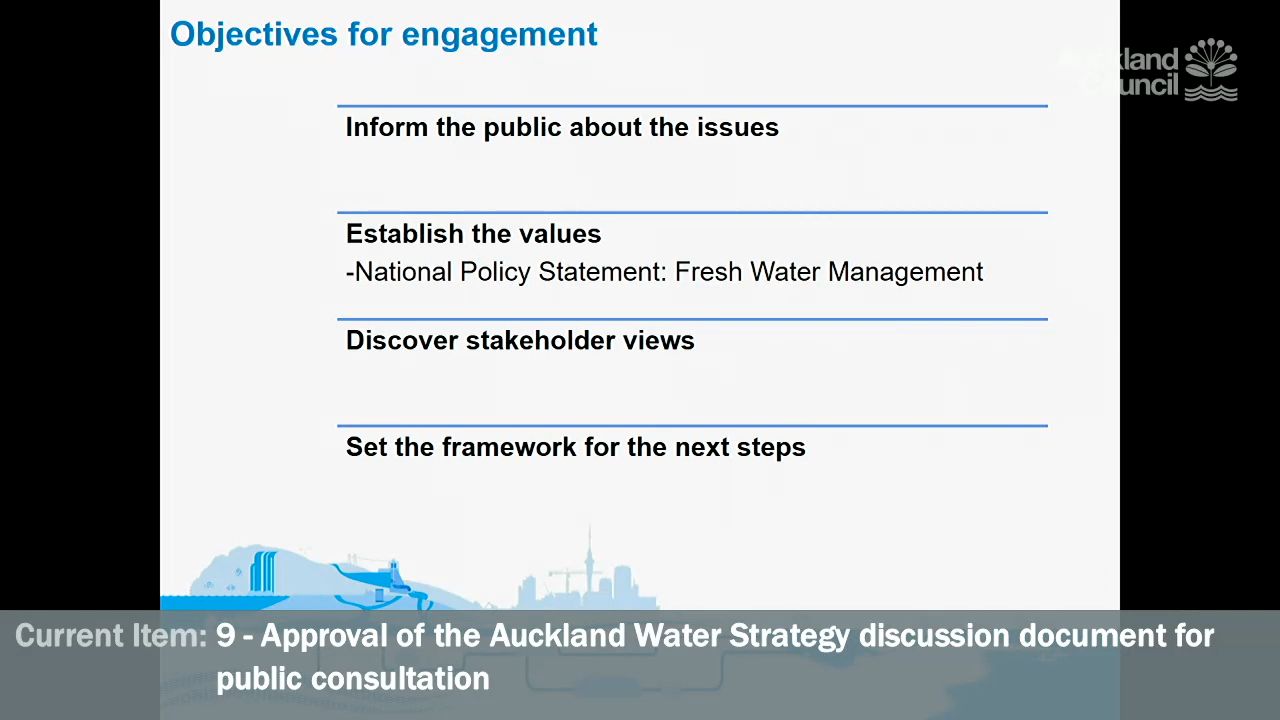 Objectives for engagement
Auckland
Council
Inform the public about the issues
Establish the values
-National Policy Statement: Fresh Water Management
Discover stakeholder views
Set the framework for the next steps
Current Item: 9 - Approval of the Auckland Water Strategy discussion document for
public consultation